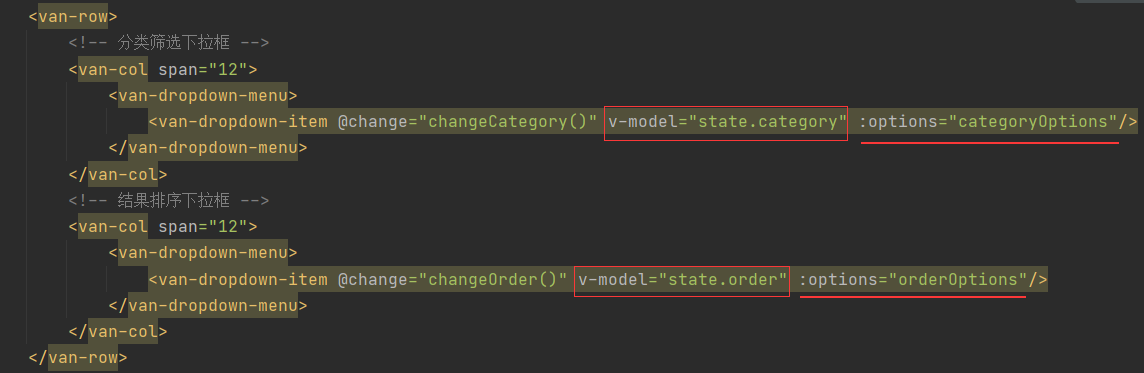 <van-row>
<!-- 分类筛选下拉框 -->
<van-col span="12">
<van-dropdown-menu>
<van-dropdown-item @change="changeCategory()" v-model="state.category" :options="categoryOptions"/>
</van-dropdown-menu>
</van-col>
<!-- 结果排序下拉框 -->
<van-col span="12">
<van-dropdown-menu>
<van-dropdown-item @change="changeOrder()" v-model="state.order" :options="orderOptions"/>
</van-dropdown-menu>
</van-col>
</van-row>